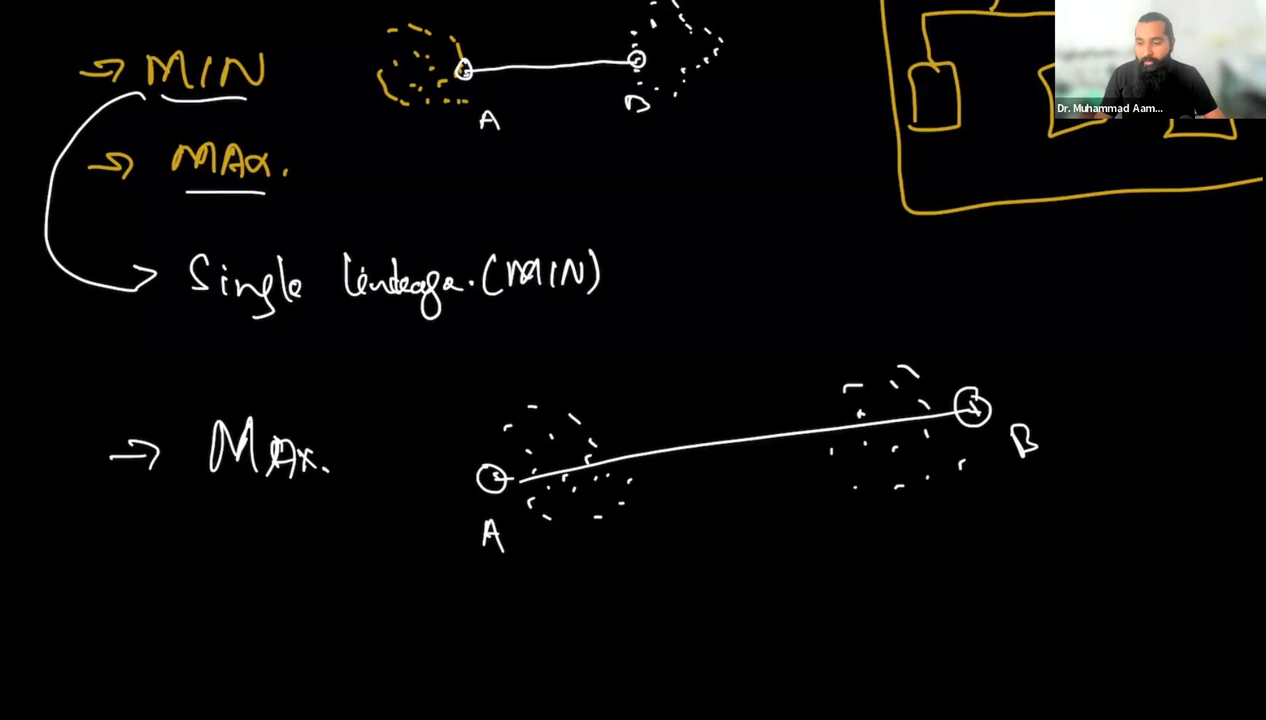 → MIN
A
B
Dr. Muhammad Aam...
→ MAx.
Single linkage. (MIN)
→ MAx.
B
A